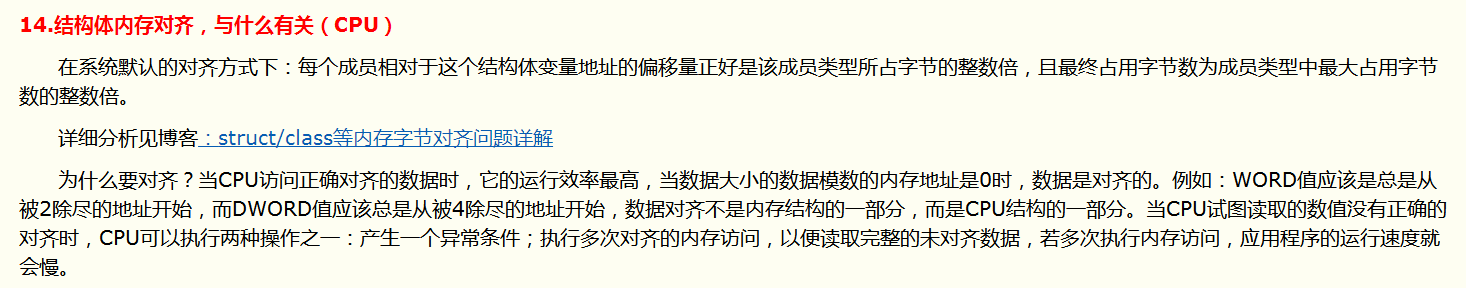 14.结构体内存对齐，与什么有关（CPU）
在系统默认的对齐方式下：每个成员相对于这个结构体变量地址的偏移量正好是该成员类型所占字节的整数倍，且最终占用字节数为成员类型中最大占用字节
数的整数倍。
详细分析见博客：struct/class等内存字节对齐问题详解
为什么要对齐？当CPU访问正确对齐的数据时，它的运行效率最高，当数据大小的数据模数的内存地址是0时，数据是对齐的。例如：WORD值应该是总是从
被2除尽的地址开始，而DWORD值应该总是从被4除尽的地址开始，数据对齐不是内存结构的一部分，而是CPU结构的一部分。当CPU试图读取的数值没有正确的
对齐时，CPU可以执行两种操作之一：产生一个异常条件；执行多次对齐的内存访问，以便读取完整的未对齐数据，若多次执行内存访问，应用程序的运行速度就
会慢。